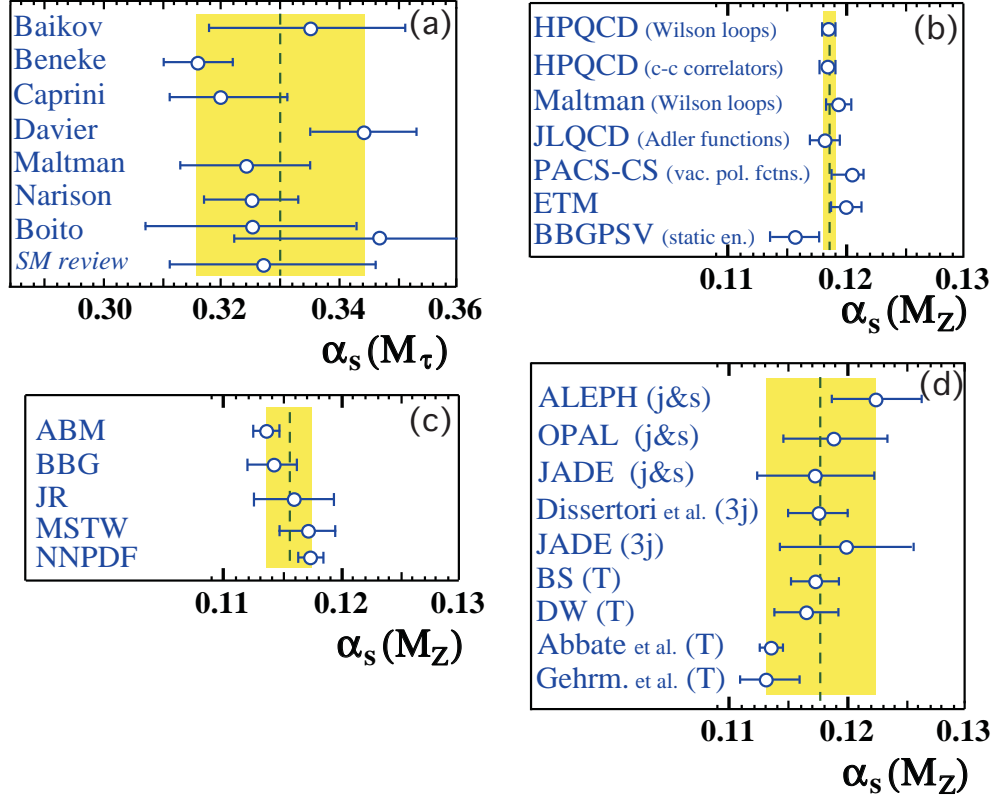 (a)
Baikov
Beneke
Caprini
Davier
Maltman
Narison
Boito
SM review
0.30 0.32 0.34 0.36
αs(Mτ)
(b)
HPQCD (Wilson loops)
HPQCD (c-c correlators)
Maltman (Wilson loops)
JLQCD (Adler functions)
PACS-CS (vac. pol. fctns.)
ETM
BBGPSV (static en.)
0.11 0.12 0.13
αs(MZ)
(c)
ABM
BBG
JR
MSTW
NNPDF
0.11 0.12 0.13
αs(MZ)
(d)
ALEPH (j&s)
OPAL (j&s)
JADE (j&s)
Dissertori et al. (3j)
JADE (3j)
BS (T)
DW (T)
Abbate et al. (T)
Gehrm. et al. (T)
0.11 0.12 0.13
αs(MZ)